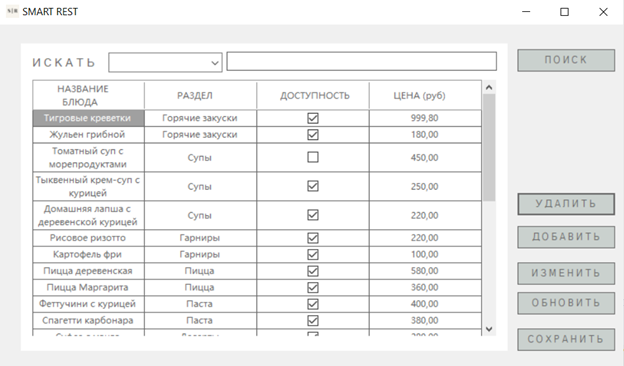 SMART REST
ИСКАТЬ
ПОИСК
НАЗВАНИЕ БЛЮДА РАЗДЕЛ ДОСТУПНОСТЬ ЦЕНА (руб)
Тигровые креветки Горячие закуски 999,80
Жульен грибной Горячие закуски 180,00
Томатный суп с морепродуктами Супы 450,00
Тыквенный крем-суп с курицей Супы 250,00
Домашняя лапша с деревенской курицей Супы 220,00
Рисовое ризотто Гарниры 220,00
Картофель фри Гарниры 100,00
Пицца деревенская Пицца 580,00
Пицца Маргарита Пицца 360,00
Феттучини с курицей Паста 400,00
Спагетти карбонара Паста 380,00
УДАЛИТЬ
ДОБАВИТЬ
ИЗМЕНИТЬ
ОБНОВИТЬ
СОХРАНИТЬ